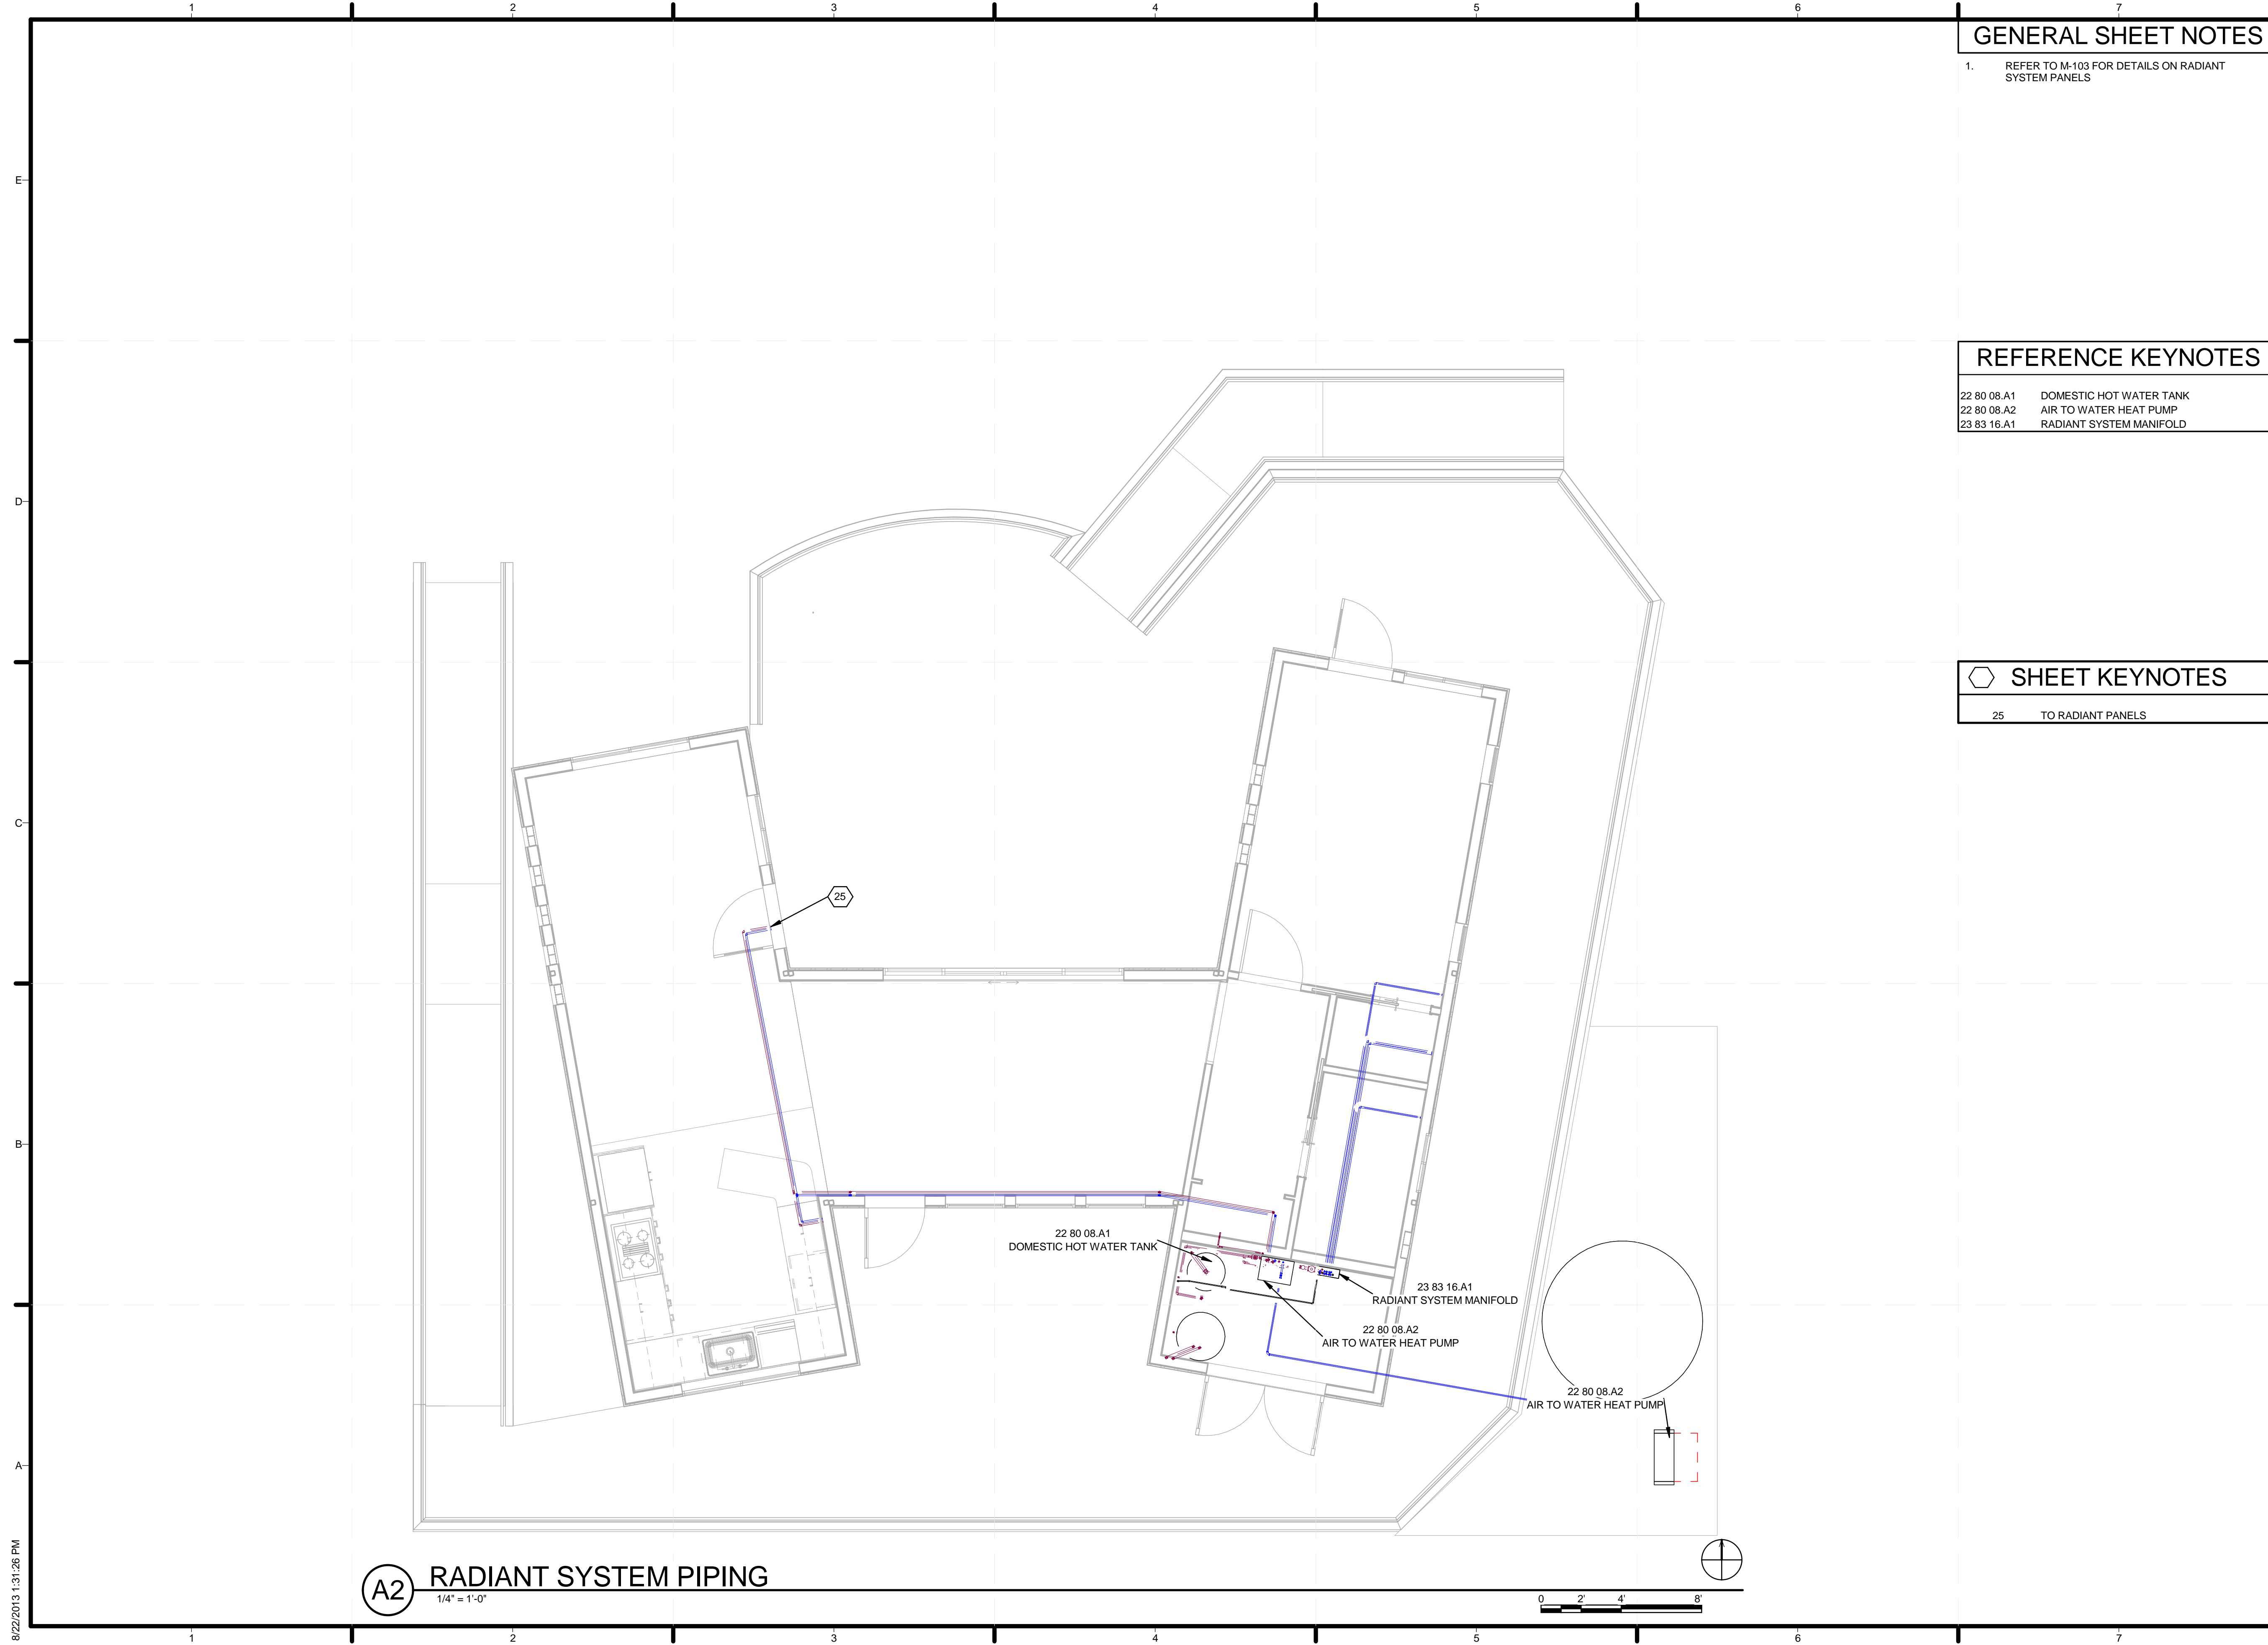 1 2 3 4 5 6 7
GENERAL SHEET NOTES
1. REFER TO M-103 FOR DETAILS ON RADIANT
SYSTEM PANELS
E
REFERENCE KEYNOTES
22 80 08.A1 DOMESTIC HOT WATER TANK
22 80 08.A2 AIR TO WATER HEAT PUMP
23 83 16.A1 RADIANT SYSTEM MANIFOLD
D
SHEET KEYNOTES
25 TO RADIANT PANELS
C
25
B
22 80 08.A1
DOMESTIC HOT WATER TANK
23 83 16.A1
RADIANT SYSTEM MANIFOLD
22 80 08.A2
AIR TO WATER HEAT PUMP
22 80 08.A2
AIR TO WATER HEAT PUMP
A
A2 RADIANT SYSTEM PIPING
1/4" = 1'-0"
0 2' 4' 8'
8/22/2013 1:31:26 PM
1 2 3 4 5 6 7